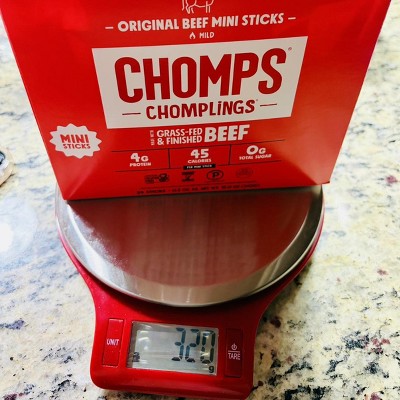 ORIGINAL BEEF MINI STICKS
MILD
CHOMPS®
CHOMPLINGS®
MINI
STICKS
GRASS-FED
& FINISHED BEEF
4G
PROTEIN
45
CALORIES
0G
TOTAL SUGAR
UNIT
TARE